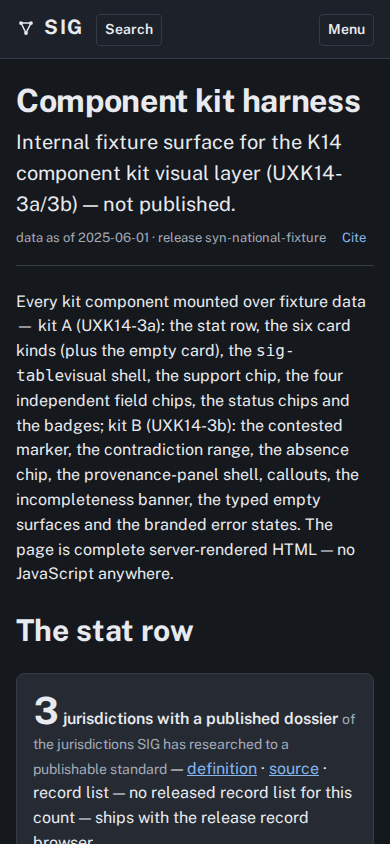 SIG Search Menu
Component kit harness
Internal fixture surface for the K14
component kit visual layer (UXK14-
3a/3b) — not published.
data as of 2025-06-01 · release syn-national-fixture Cite
Every kit component mounted over fixture data
— kit A (UXK14-3a): the stat row, the six card
kinds (plus the empty card), the sig-
tablevisual shell, the support chip, the four
independent field chips, the status chips and
the badges; kit B (UXK14-3b): the contested
marker, the contradiction range, the absence
chip, the provenance-panel shell, callouts, the
incompleteness banner, the typed empty
surfaces and the branded error states. The
page is complete server-rendered HTML — no
JavaScript anywhere.
The stat row
3 jurisdictions with a published dossier of
the jurisdictions SIG has researched to a
publishable standard — definition · source ·
record list — no released record list for this
count — ships with the release record
browser